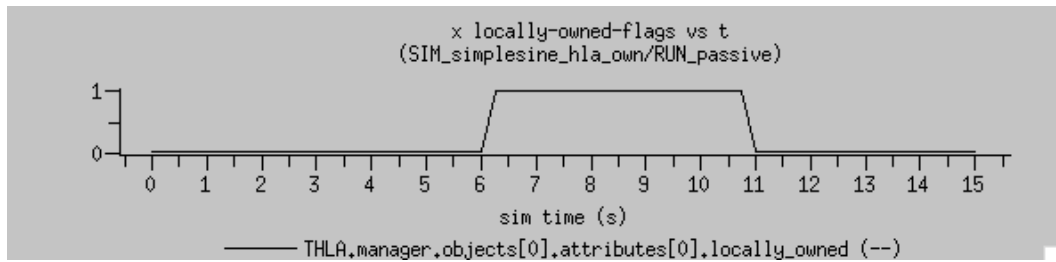 x locally-owned-flags vs t
(SIM_simplesine_hla_own/RUN_passive)
1
0
0 1 2 3 4 5 6 7 8 9 10 11 12 13 14 15
sim time (s)
THLA.manager.objects[0].attributes[0].locally_owned (--)